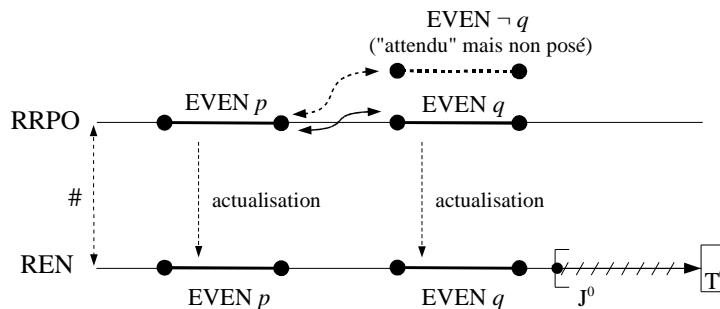 EVEN ¬ q
("attendu" mais non posé)
EVEN p
EVEN q
RRPO
#
actualisation
actualisation
REN
EVEN p
EVEN q
J⁰
T